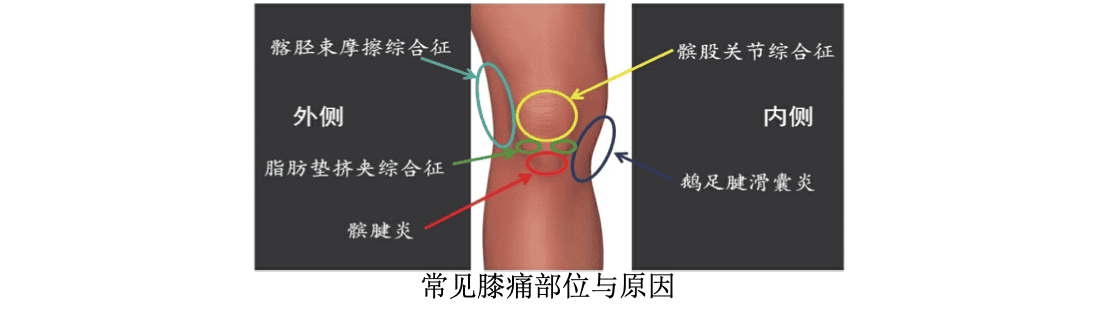 髂胫束摩擦综合征
髌股关节综合征
外侧
内侧
脂肪垫挤夹综合征
鹅足腱滑囊炎
髌腱炎
常见膝痛部位与原因